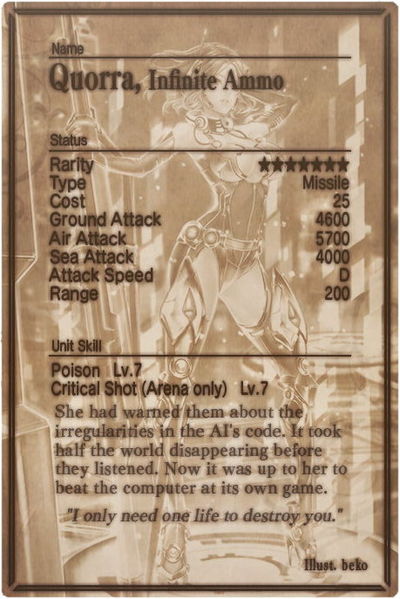 Name
Quorra, Infinite Ammo
Status
Rarity ★★★★★★★
Type Missile
Cost 25
Ground Attack 4600
Air Attack 5700
Sea Attack 4000
Attack Speed D
Range 200
Unit Skill
Poison Lv.7
Critical Shot (Arena only) Lv.7
She had warned them about the
irregularities in the AI's code. It took
half the world disappearing before
they listened. Now it was up to her to
beat the computer at its own game.
"I only need one life to destroy you."
Illust. beko